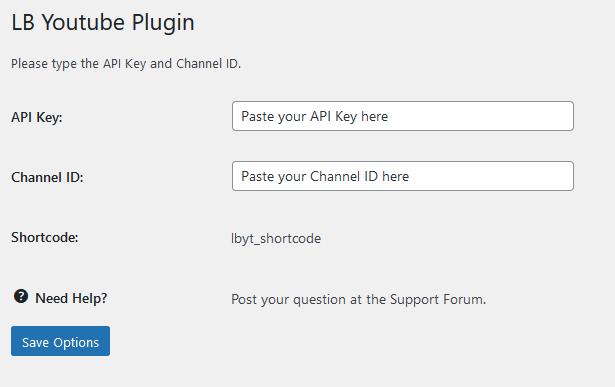 LB Youtube Plugin
Please type the API Key and Channel ID.
API Key: Paste your API Key here
Channel ID: Paste your Channel ID here
Shortcode: lbyt_shortcode
? Need Help? Post your question at the Support Forum.
Save Options